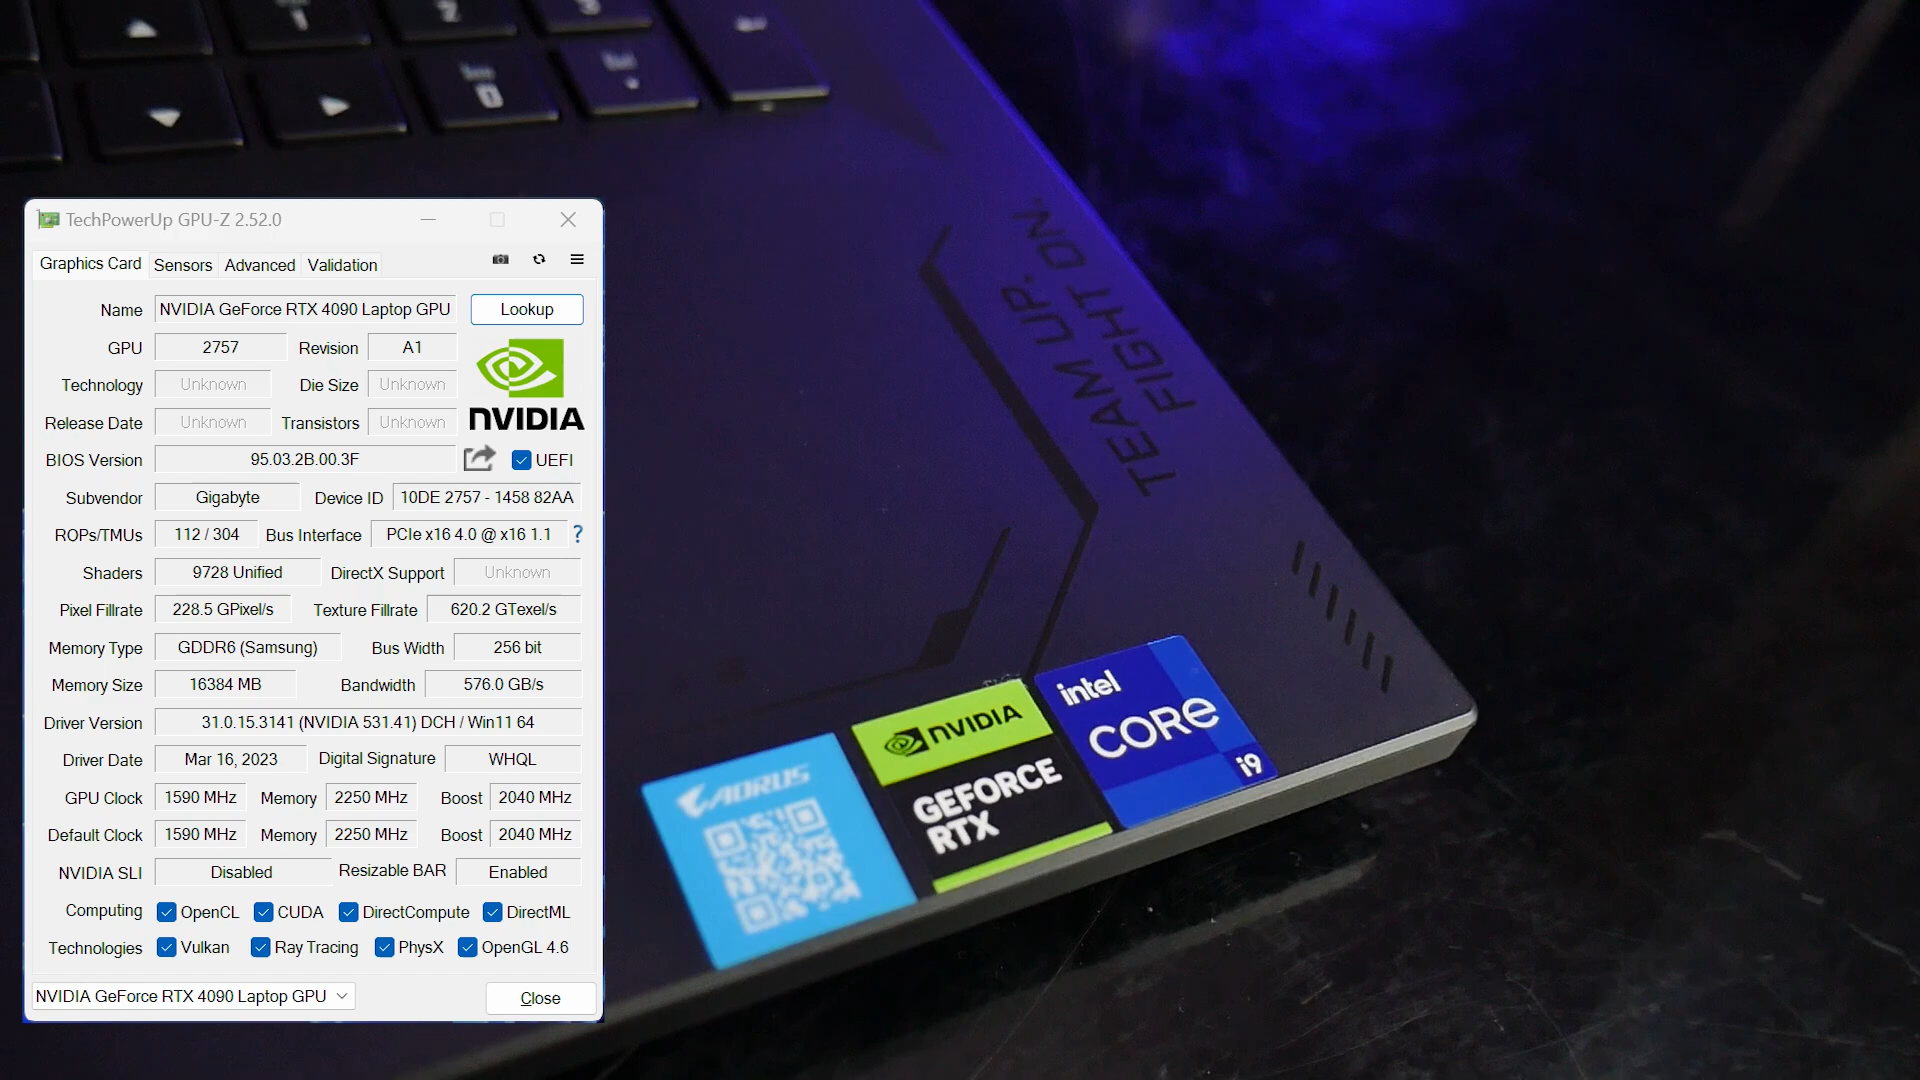 1
2
3
0
TechPowerUp GPU-Z 2.52.0
Graphics Card Sensors Advanced Validation
Name NVIDIA GeForce RTX 4090 Laptop GPU Lookup
GPU 2757 Revision A1
Technology Unknown Die Size Unknown
Release Date Unknown Transistors Unknown
NVIDIA
BIOS Version 95.03.2B.00.3F UEFI
Subvendor Gigabyte Device ID 10DE 2757 - 1458 82AA
ROPs/TMUs 112 / 304 Bus Interface PCIe x16 4.0 @ x16 1.1 ?
Shaders 9728 Unified DirectX Support Unknown
Pixel Fillrate 228.5 GPixel/s Texture Fillrate 620.2 GTexel/s
Memory Type GDDR6 (Samsung) Bus Width 256 bit
Memory Size 16384 MB Bandwidth 576.0 GB/s
Driver Version 31.0.15.3141 (NVIDIA 531.41) DCH / Win11 64
Driver Date Mar 16, 2023 Digital Signature WHQL
GPU Clock 1590 MHz Memory 2250 MHz Boost 2040 MHz
Default Clock 1590 MHz Memory 2250 MHz Boost 2040 MHz
NVIDIA SLI Disabled Resizable BAR Enabled
Computing OpenCL CUDA DirectCompute DirectML
Technologies Vulkan Ray Tracing PhysX OpenGL 4.6
NVIDIA GeForce RTX 4090 Laptop GPU Close
TEAM UP.
FIGHT ON.
AORUS
NVIDIA
GEFORCE
RTX
intel
CORe
i9